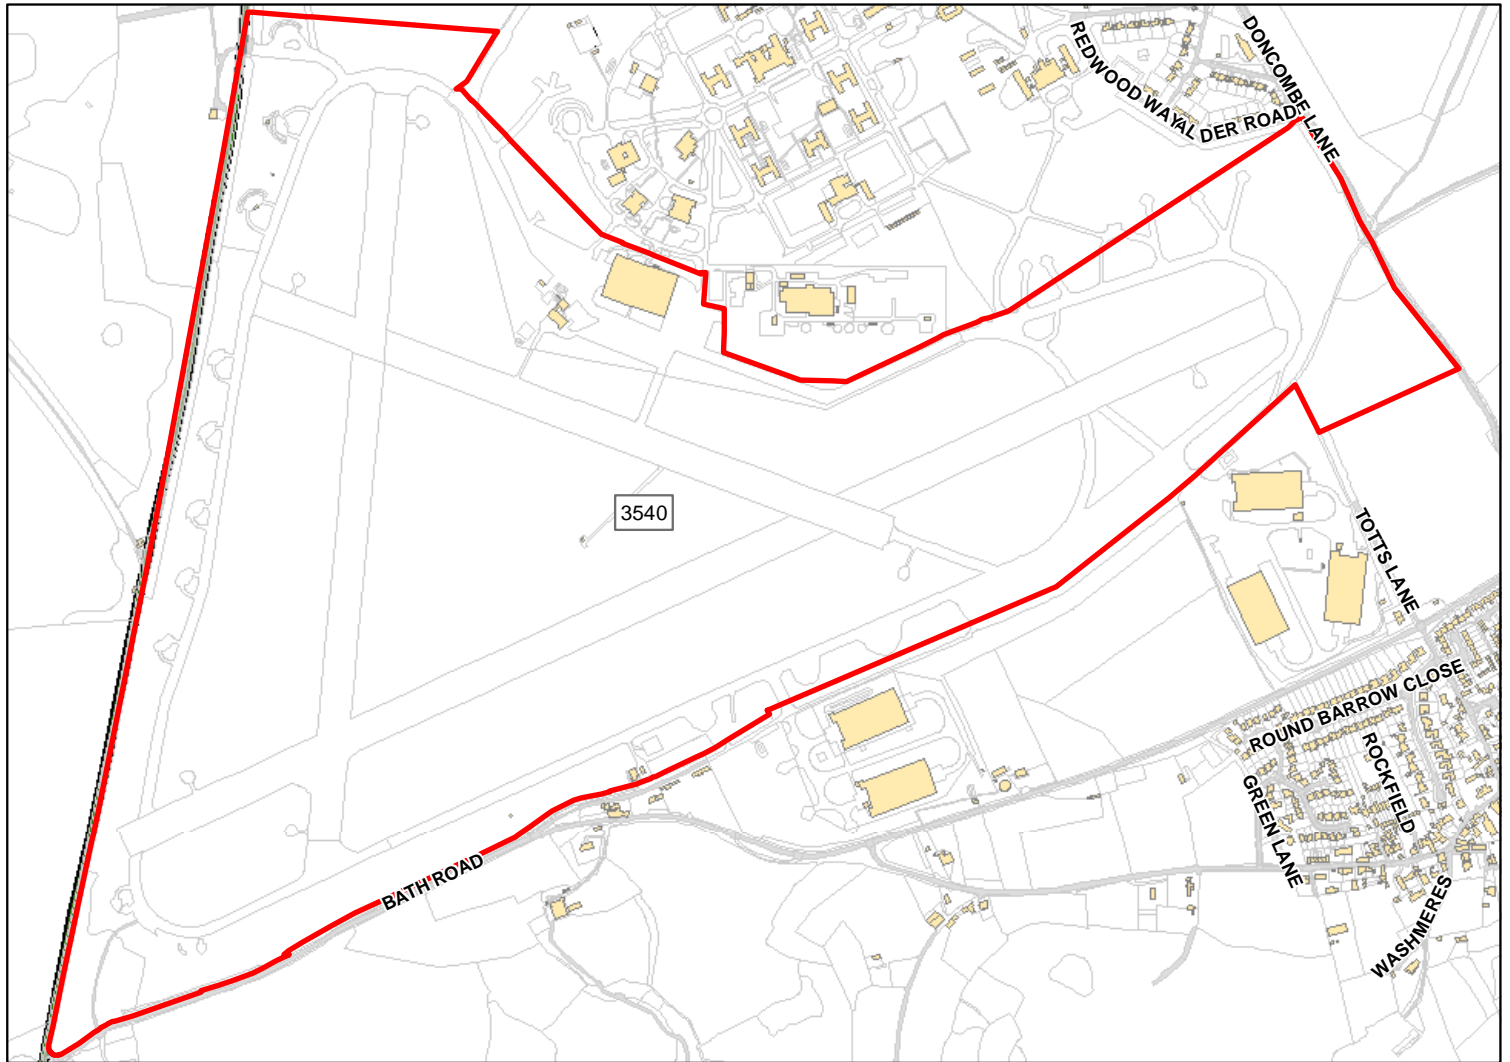 REDWOOD WAY
ALDER ROAD
DONCOMBE LANE
3540
TOTTS LANE
ROUND BARROW CLOSE
ROCKFIELD
GREEN LANE
BATH ROAD
WASHMERES